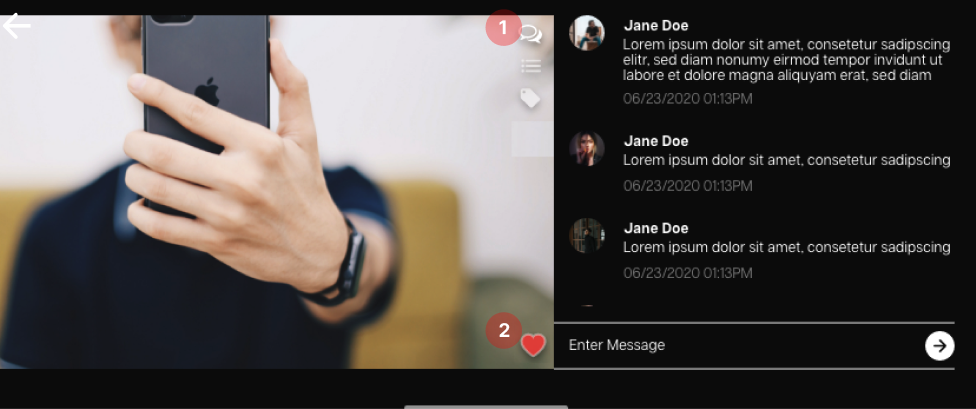 1
2
Jane Doe
Lorem ipsum dolor sit amet, consetetur sadipscing
elitr, sed diam nonumy eirmod tempor invidunt ut
labore et dolore magna aliquyam erat, sed diam
06/23/2020 01:13PM
Jane Doe
Lorem ipsum dolor sit amet, consetetur sadipscing
06/23/2020 01:13PM
Jane Doe
Lorem ipsum dolor sit amet, consetetur sadipscing
06/23/2020 01:13PM
Enter Message